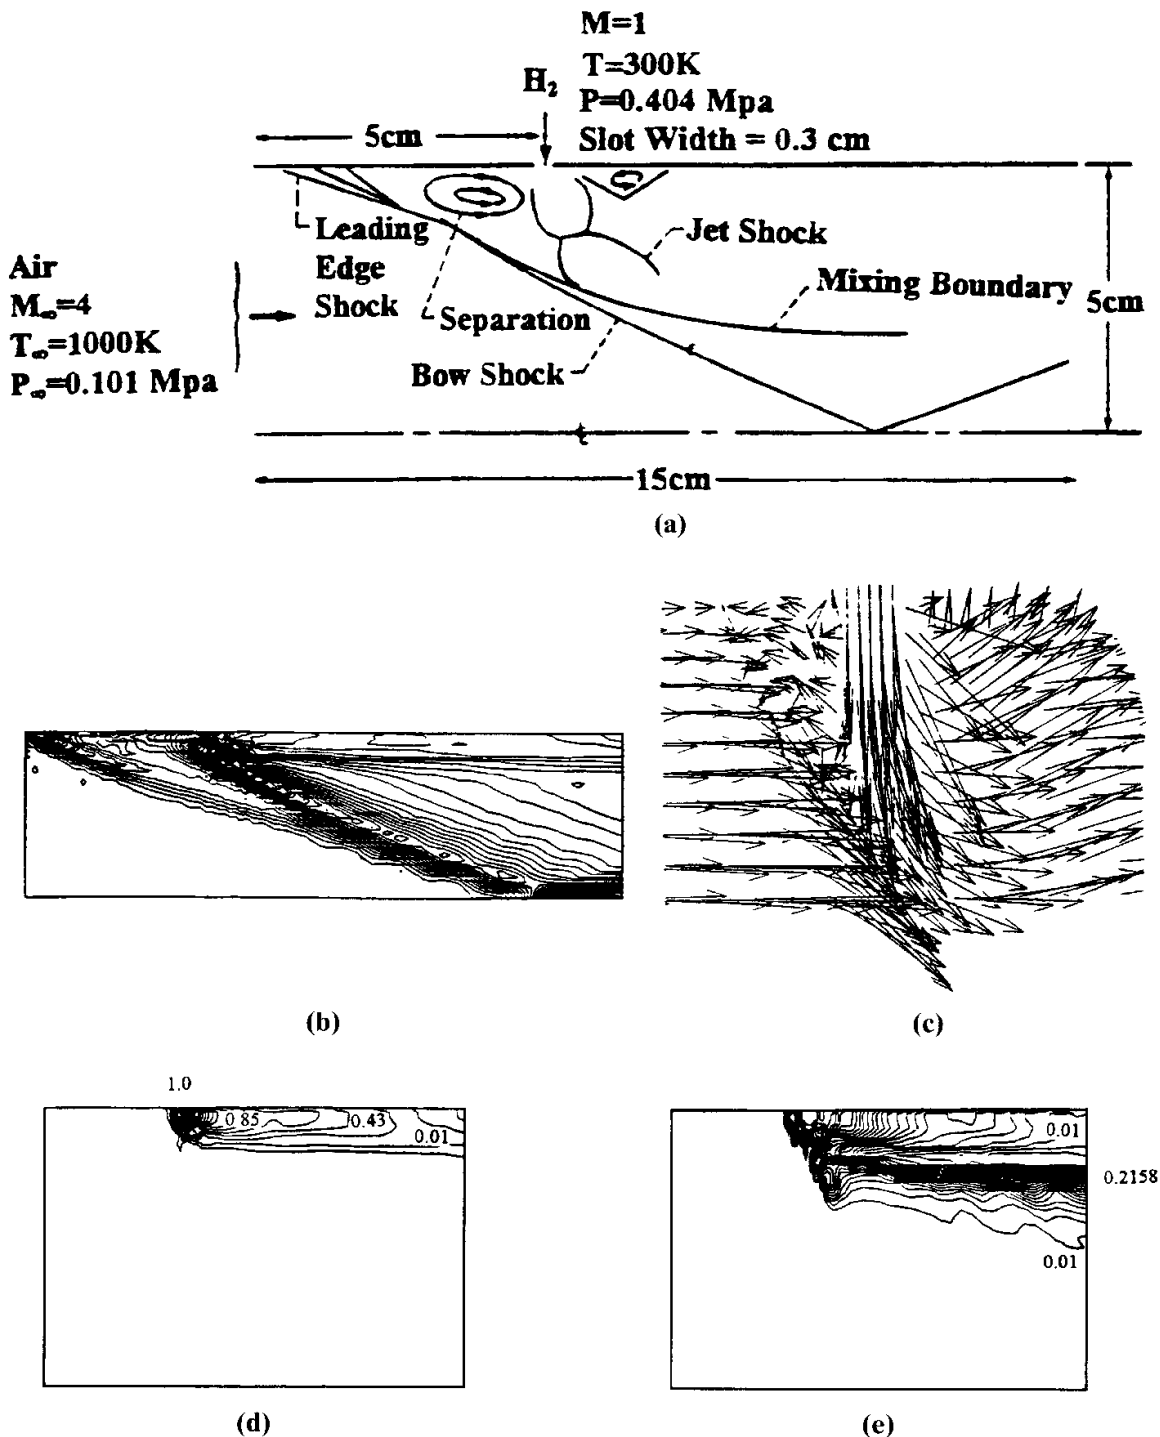 M=1
T=300K
H₂
P=0.404 Mpa
5cm
Slot Width = 0.3 cm
Leading
Edge
Shock
Jet Shock
Air
M∞=4
T∞=1000K
P∞=0.101 Mpa
Separation
Mixing Boundary
5cm
Bow Shock
℄
15cm
(a)
(b)
(c)
1.0
0.85
0.43
0.01
(d)
0.01
0.2158
0.01
(e)